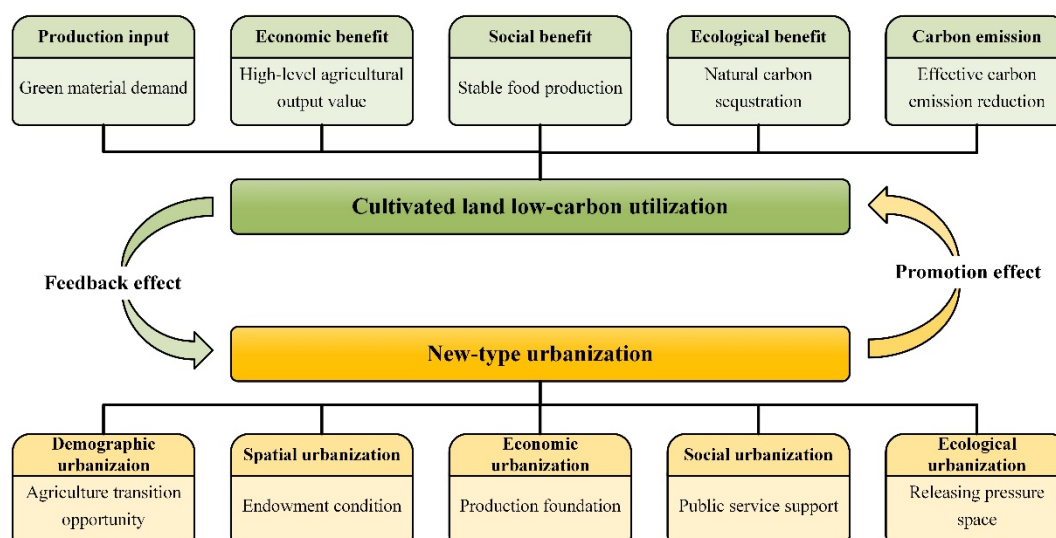 Production input
Green material demand
Economic benefit
High-level agricultural
output value
Social benefit
Stable food production
Ecological benefit
Natural carbon
sequstration
Carbon emission
Effective carbon
emission reduction
Cultivated land low-carbon utilization
Feedback effect
Promotion effect
New-type urbanization
Demographic
urbanizaion
Agriculture transition
opportunity
Spatial urbanization
Endowment condition
Economic
urbanization
Production foundation
Social urbanization
Public service support
Ecological
urbanization
Releasing pressure
space